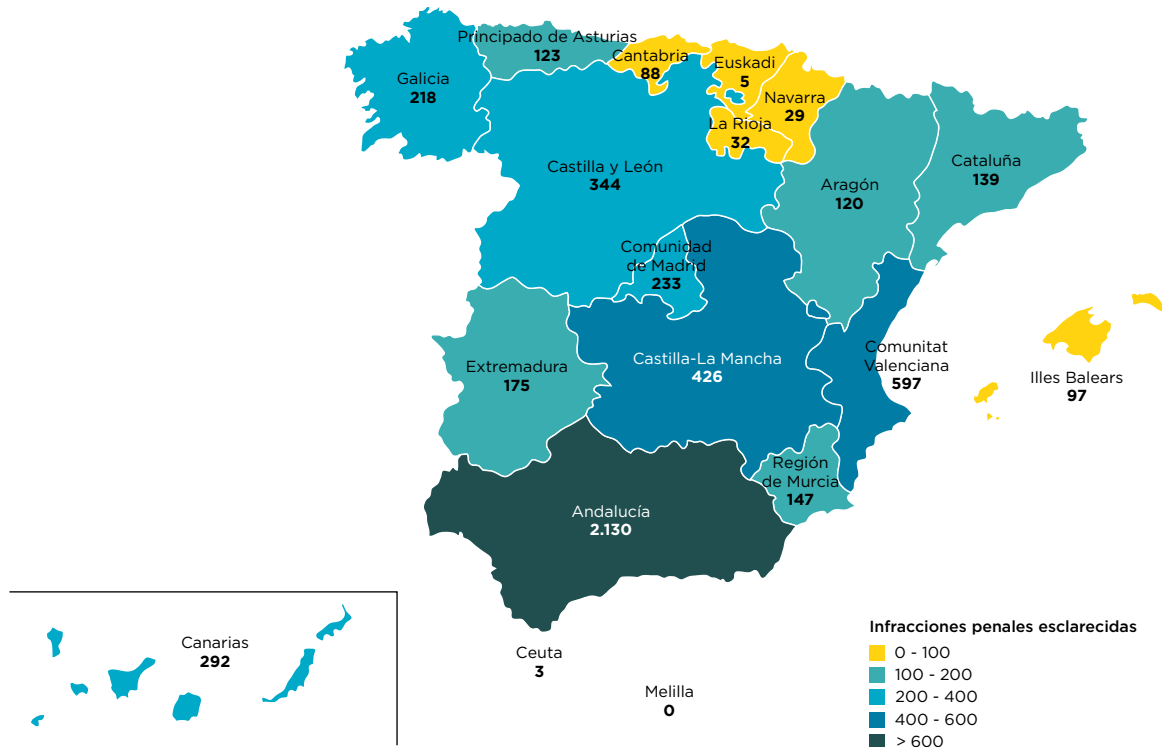 Principado de Asturias
123
Cantabria
88
Euskadi
5
Galicia
218
Navarra
29
La Rioja
32
Castilla y León
344
Cataluña
139
Aragón
120
Comunidad
de Madrid
233
Castilla-La Mancha
426
Comunitat
Valenciana
597
Extremadura
175
Illes Balears
97
Región
de Murcia
147
Andalucía
2.130
Canarias
292
Ceuta
3
Melilla
0
Infracciones penales esclarecidas
0 - 100
100 - 200
200 - 400
400 - 600
> 600